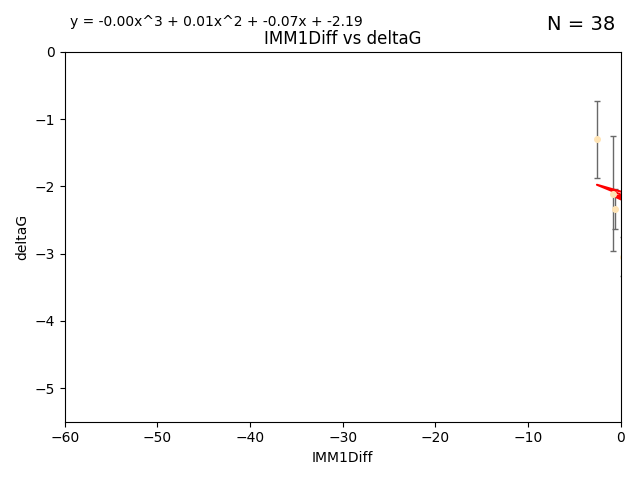 y = -0.00x^3 + 0.01x^2 + -0.07x + -2.19
N = 38
IMM1Diff vs deltaG
0
−1
−2
−3
−4
−5
deltaG
−60
−50
−40
−30
−20
−10
0
IMM1Diff